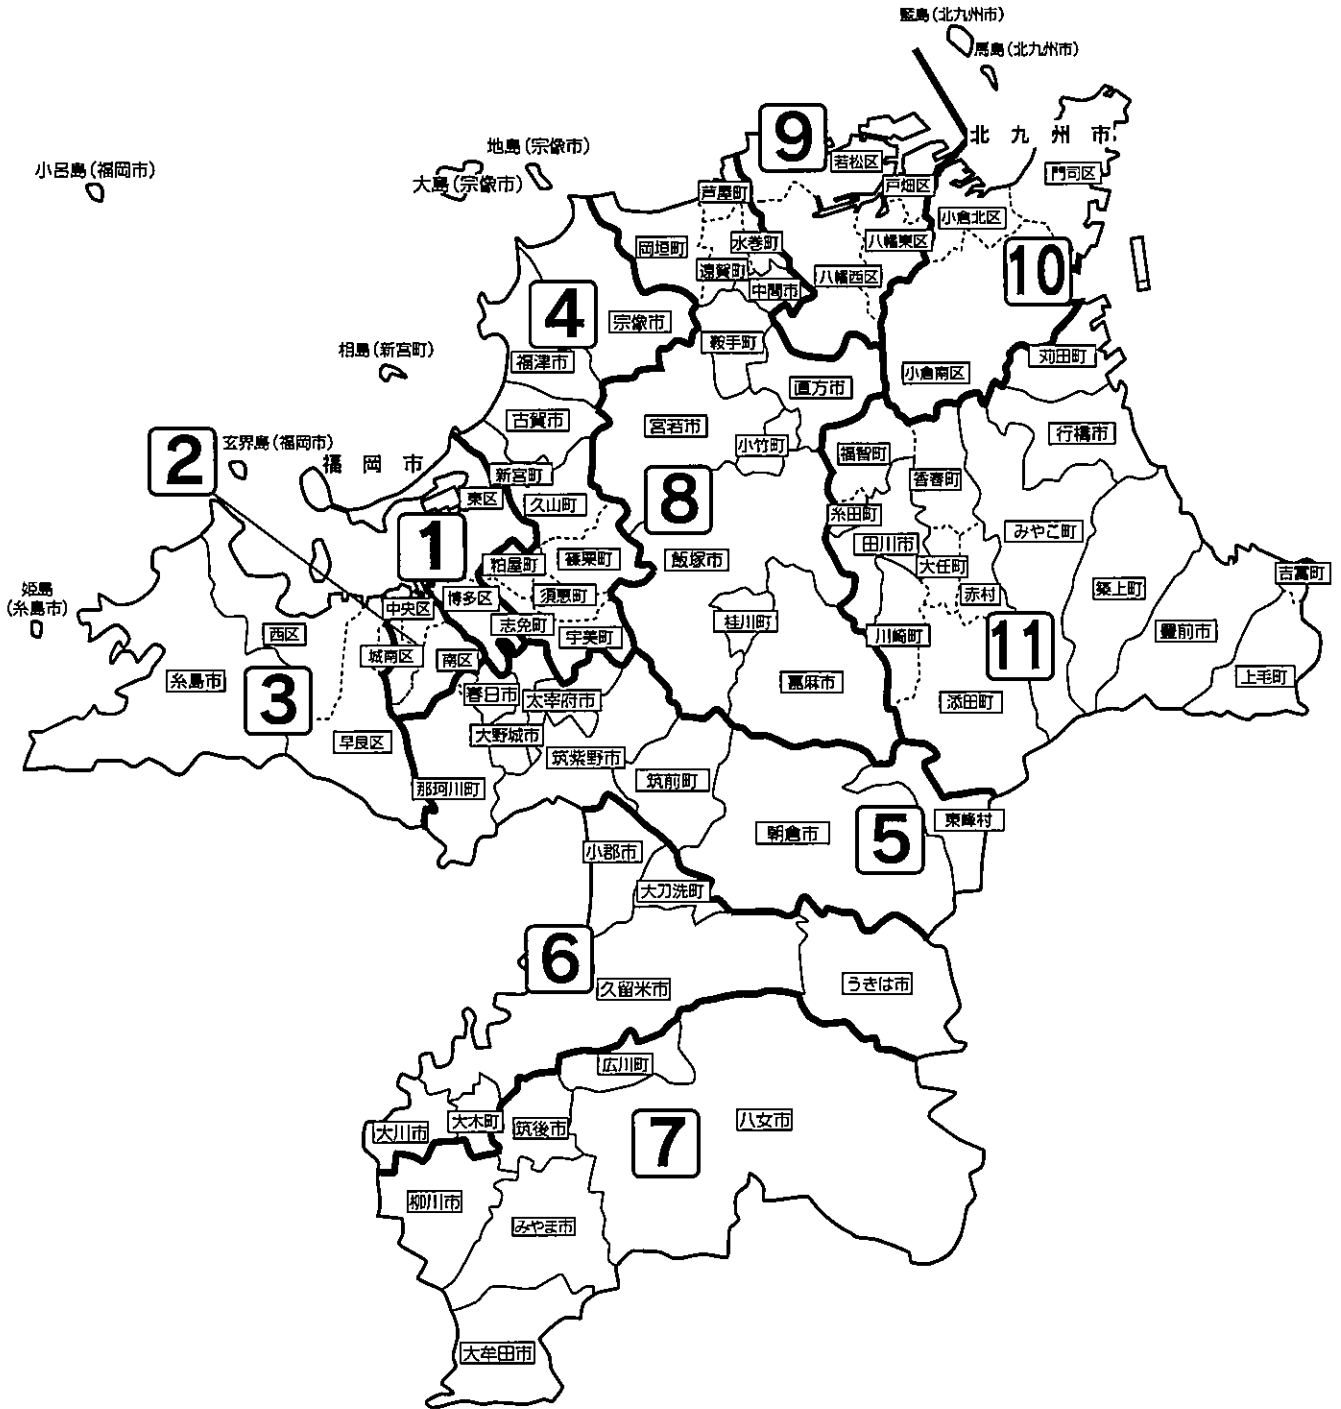 藍島(北九州市)
馬島(北九州市)
北九州市
地島(宗像市)
大島(宗像市)
小呂島(福岡市)
9
若松区
戸畑区
門司区
芦屋町
小倉北区
岡垣町
水巻町
八幡東区
遠賀町
八幡西区
中間市
10
4
宗像市
鞍手町
相島(新宮町)
福津市
直方市
小倉南区
苅田町
古賀市
宮若市
小竹町
行橋市
2
玄界島(福岡市)
福岡市
福智町
新宮町
東区
久山町
8
香春町
糸田町
みやこ町
1
粕屋町
篠栗町
飯塚市
田川市
大任町
吉富町
姫島
(糸島市)
中央区
博多区
須恵町
赤村
築上町
西区
志免町
宇美町
桂川町
川崎町
11
豊前市
城南区
南区
糸島市
3
春日市
太宰府市
嘉麻市
添田町
上毛町
早良区
大野城市
筑紫野市
那珂川町
筑前町
5
朝倉市
東峰村
小郡市
大刀洗町
6
久留米市
うきは市
広川町
大川市
大木町
筑後市
7
八女市
柳川市
みやま市
大牟田市